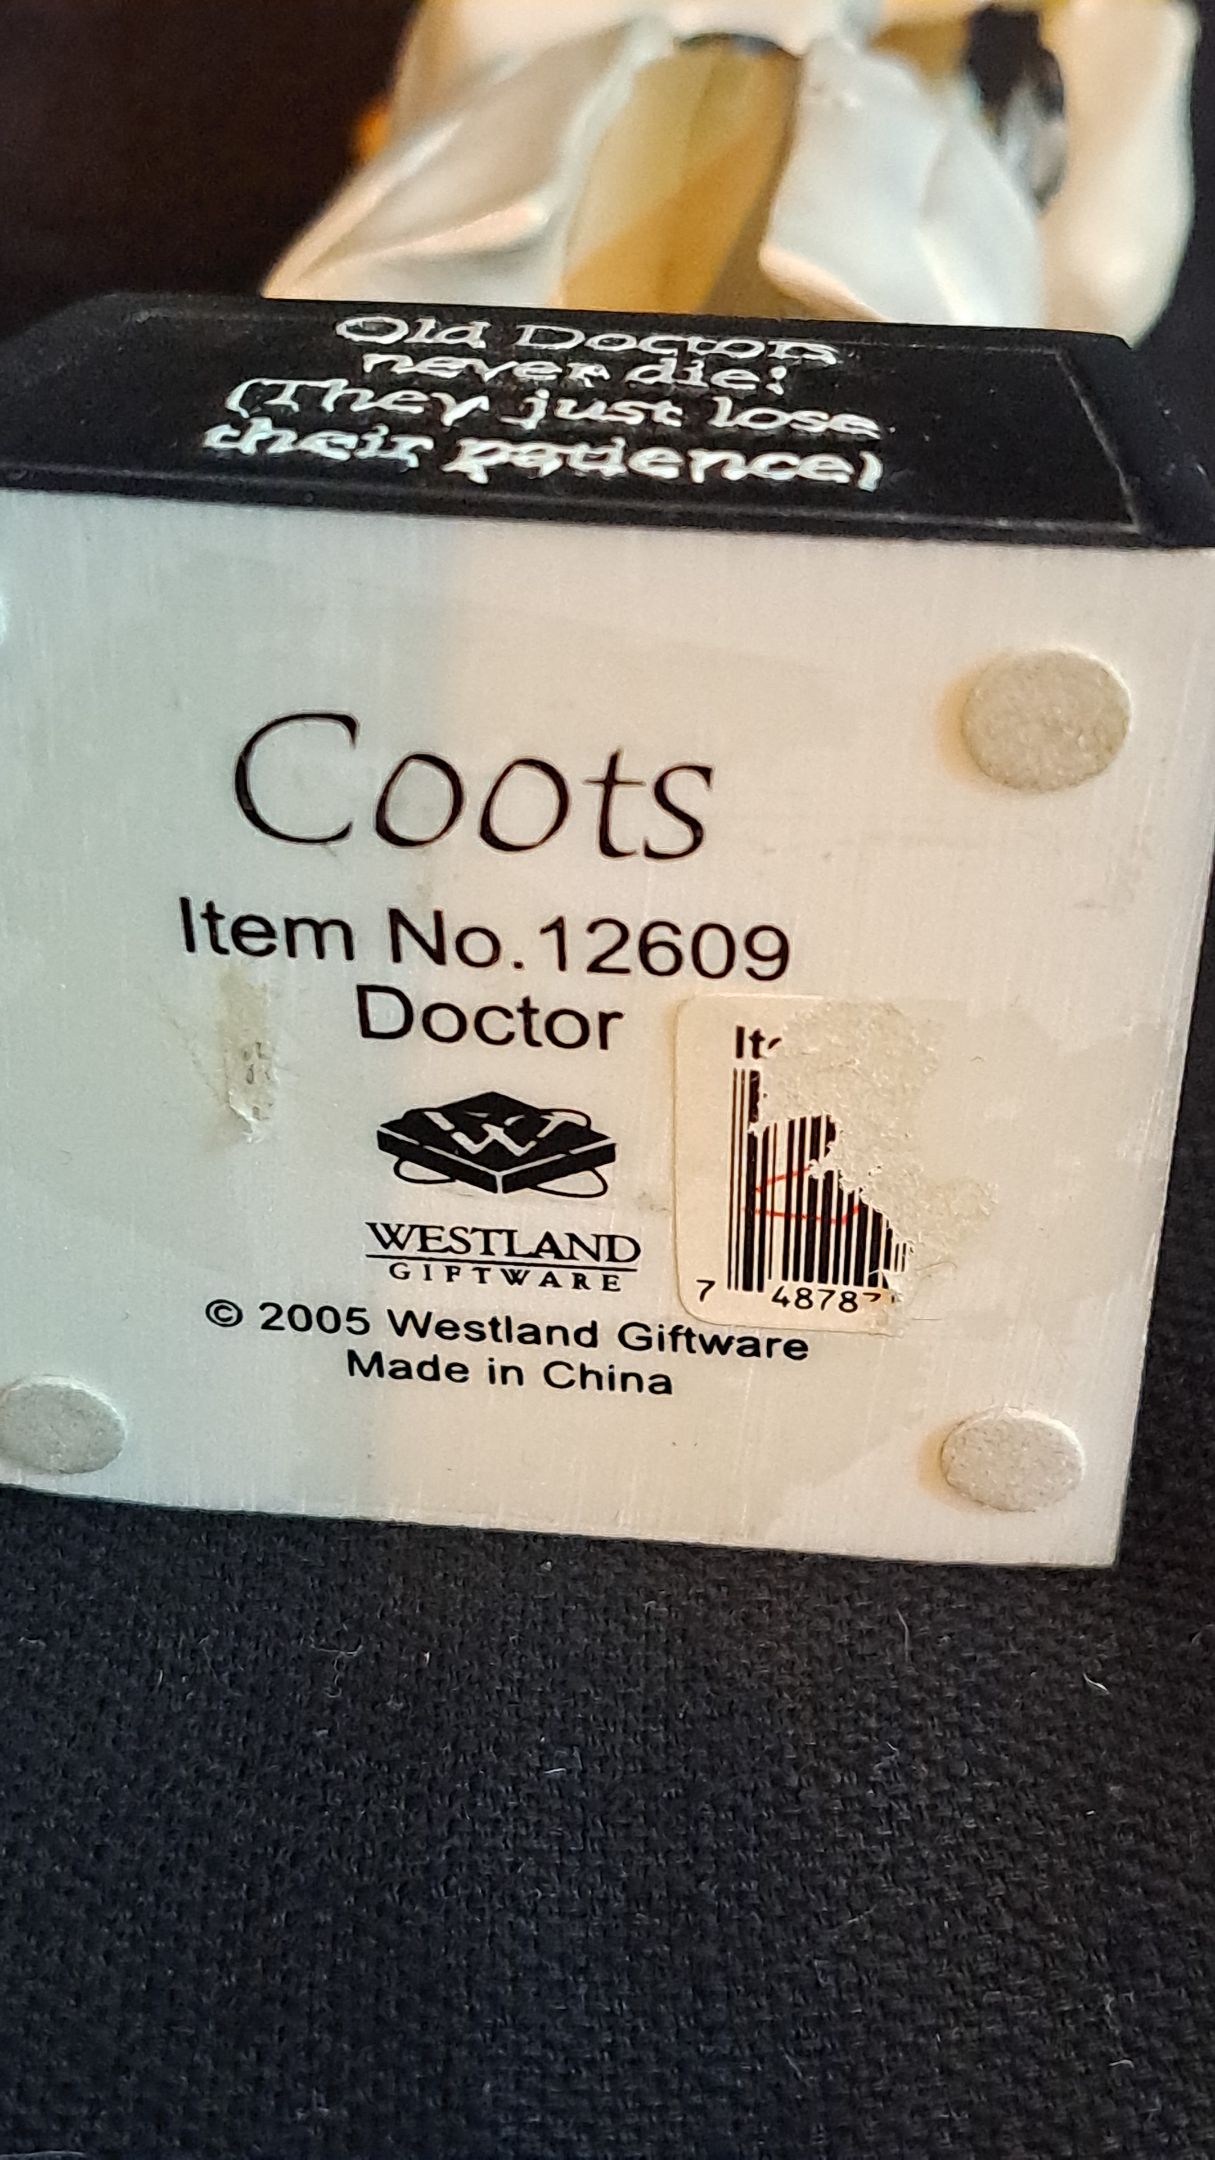 Old Doctors
never die!
(They just lose
their patience)
Coots
Item No.12609
Doctor
W
WESTLAND
GIFTWARE
© 2005 Westland Giftware
Made in China
7 48787